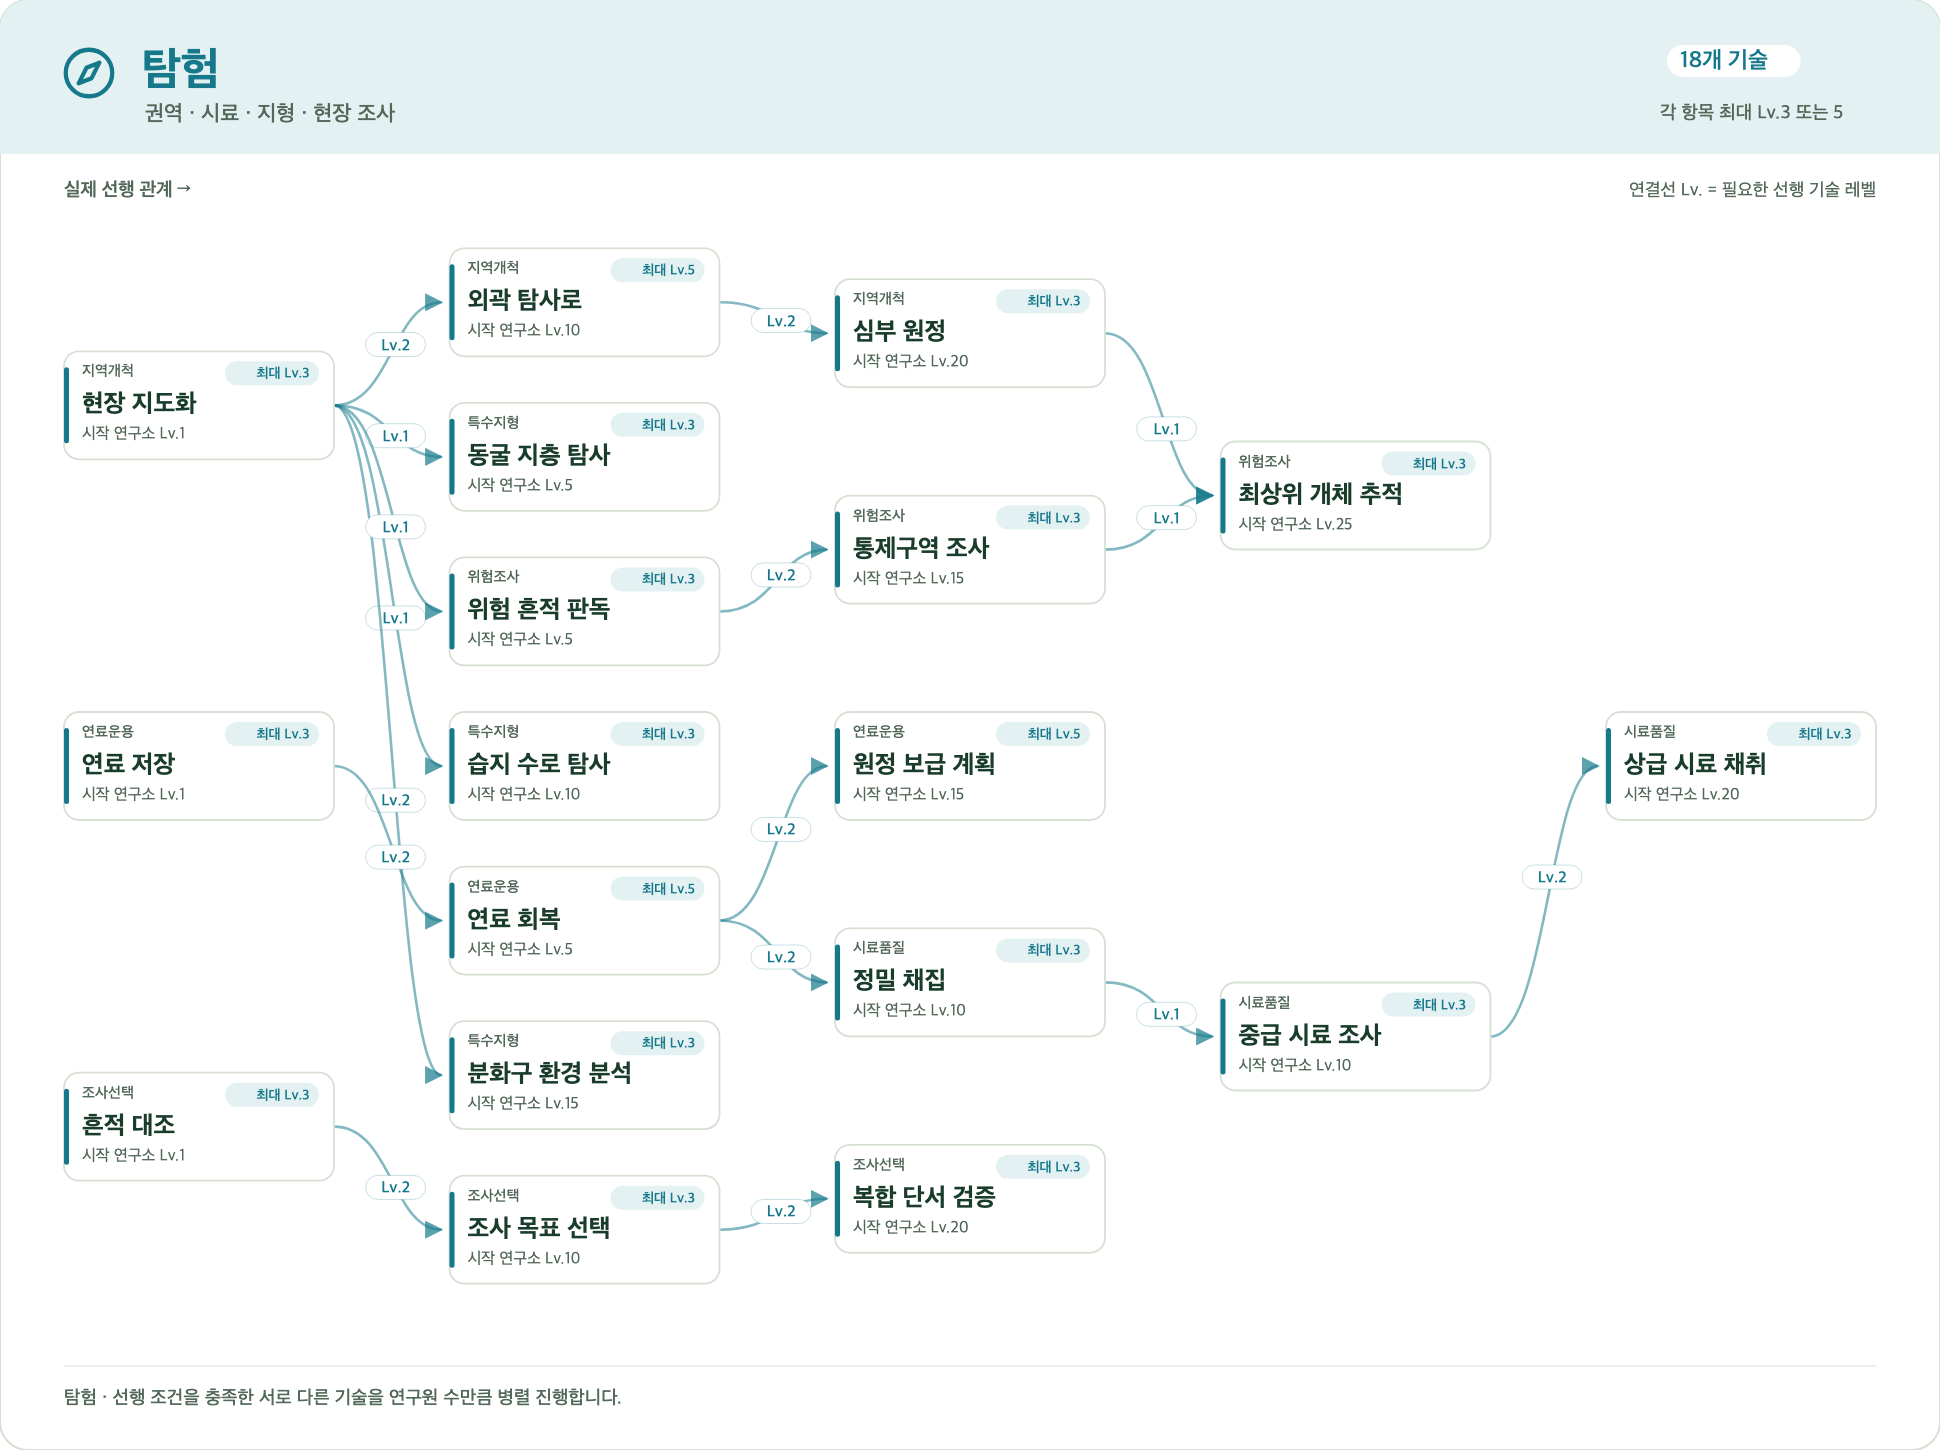 탐험
권역 · 시료 · 지형 · 현장 조사
18개 기술
각 항목 최대 Lv.3 또는 5
실제 선행 관계 →
연결선 Lv. = 필요한 선행 기술 레벨
지역개척
최대 Lv.3
현장 지도화
시작 연구소 Lv.1
연료운용
최대 Lv.3
연료 저장
시작 연구소 Lv.1
조사선택
최대 Lv.3
흔적 대조
시작 연구소 Lv.1
Lv.2
Lv.1
Lv.1
Lv.1
Lv.2
Lv.2
Lv.2
지역개척
최대 Lv.5
외곽 탐사로
시작 연구소 Lv.10
특수지형
최대 Lv.3
동굴 지층 탐사
시작 연구소 Lv.5
위험조사
최대 Lv.3
위험 흔적 판독
시작 연구소 Lv.5
특수지형
최대 Lv.3
습지 수로 탐사
시작 연구소 Lv.10
연료운용
최대 Lv.5
연료 회복
시작 연구소 Lv.5
특수지형
최대 Lv.3
분화구 환경 분석
시작 연구소 Lv.15
조사선택
최대 Lv.3
조사 목표 선택
시작 연구소 Lv.10
Lv.2
Lv.2
Lv.2
Lv.2
Lv.2
지역개척
최대 Lv.3
심부 원정
시작 연구소 Lv.20
위험조사
최대 Lv.3
통제구역 조사
시작 연구소 Lv.15
연료운용
최대 Lv.5
원정 보급 계획
시작 연구소 Lv.15
시료품질
최대 Lv.3
정밀 채집
시작 연구소 Lv.10
조사선택
최대 Lv.3
복합 단서 검증
시작 연구소 Lv.20
Lv.1
Lv.1
Lv.1
위험조사
최대 Lv.3
최상위 개체 추적
시작 연구소 Lv.25
시료품질
최대 Lv.3
중급 시료 조사
시작 연구소 Lv.10
Lv.2
시료품질
최대 Lv.3
상급 시료 채취
시작 연구소 Lv.20
탐험 · 선행 조건을 충족한 서로 다른 기술을 연구원 수만큼 병렬 진행합니다.